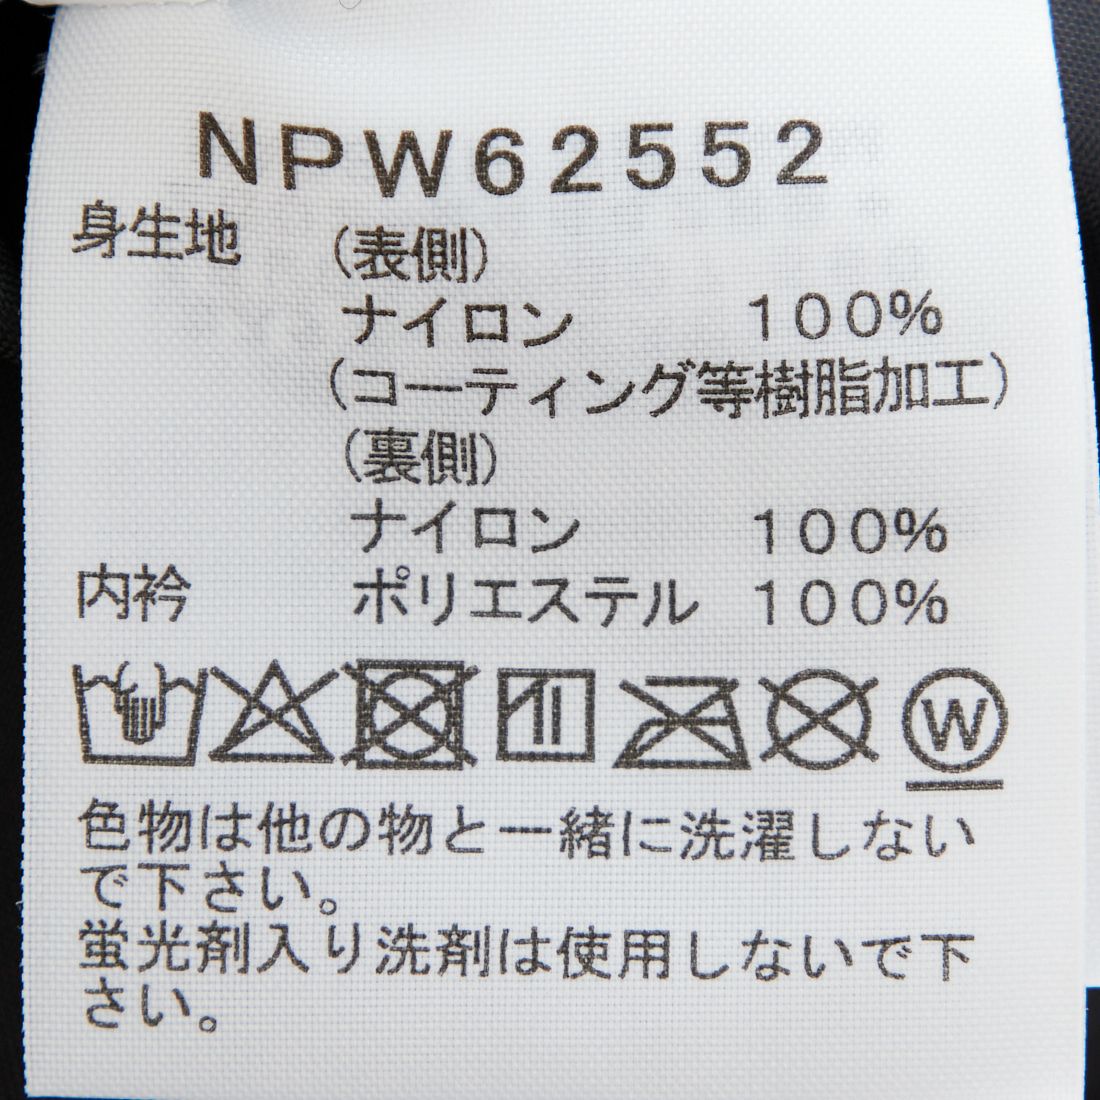 NPW62552
身生地 (表側)
ナイロン 100%
(コーティング等樹脂加工)
(裏側)
ナイロン 100%
内衿 ポリエステル 100%
W
色物は他の物と一緒に洗濯しない
で下さい。
蛍光剤入り洗剤は使用しないで下
さい。